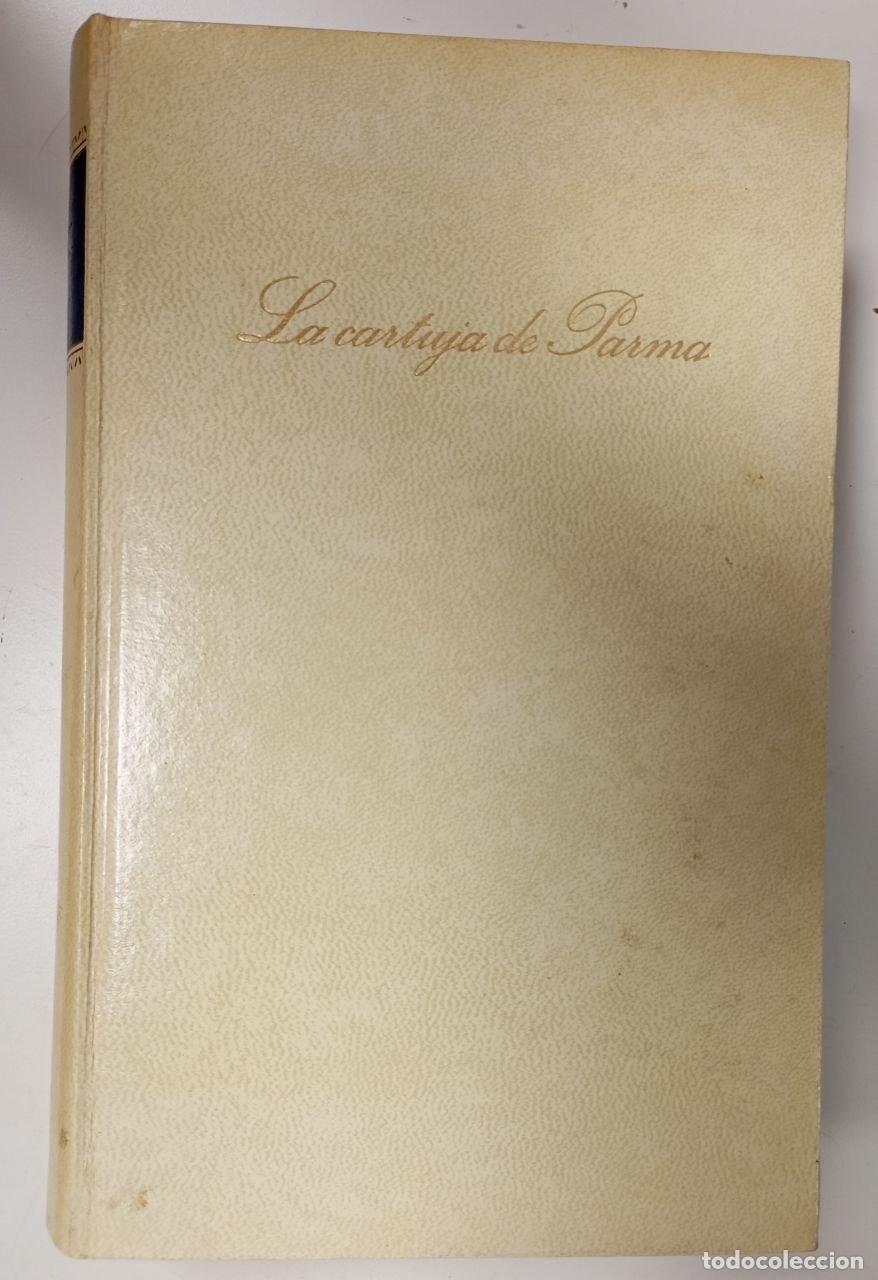 La cartuja de Parma
todocoleccion